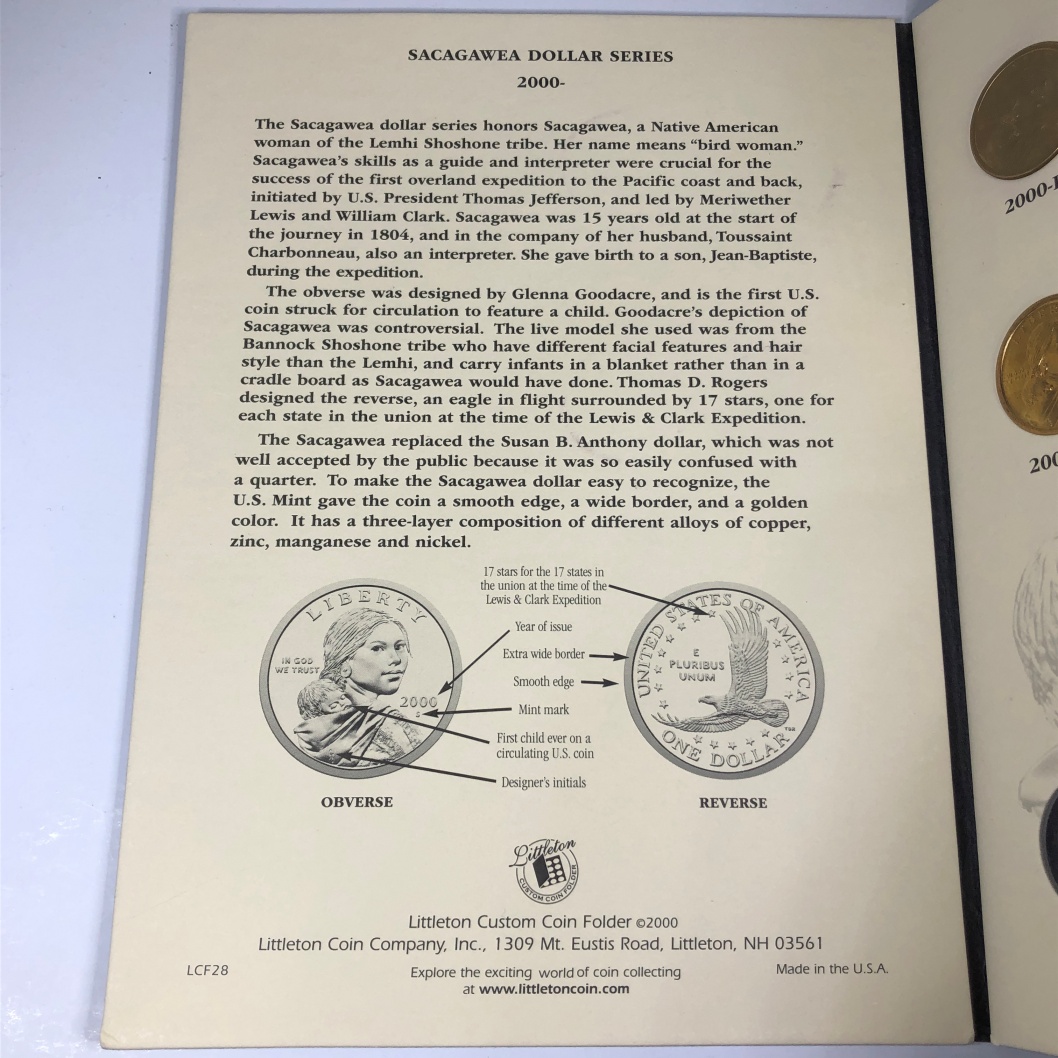 SACAGAWEA DOLLAR SERIES
2000-
The Sacagawea dollar series honors Sacagawea, a Native American
woman of the Lemhi Shoshone tribe. Her name means “bird woman.”
Sacagawea’s skills as a guide and interpreter were crucial for the
success of the first overland expedition to the Pacific coast and back,
initiated by U.S. President Thomas Jefferson, and led by Meriwether
Lewis and William Clark. Sacagawea was 15 years old at the start of
the journey in 1804, and in the company of her husband, Toussaint
Charbonneau, also an interpreter. She gave birth to a son, Jean-Baptiste,
during the expedition.
The obverse was designed by Glenna Goodacre, and is the first U.S.
coin struck for circulation to feature a child. Goodacre’s depiction of
Sacagawea was controversial. The live model she used was from the
Bannock Shoshone tribe who have different facial features and hair
style than the Lemhi, and carry infants in a blanket rather than in a
cradle board as Sacagawea would have done. Thomas D. Rogers
designed the reverse, an eagle in flight surrounded by 17 stars, one for
each state in the union at the time of the Lewis & Clark Expedition.
The Sacagawea replaced the Susan B. Anthony dollar, which was not
well accepted by the public because it was so easily confused with
a quarter. To make the Sacagawea dollar easy to recognize, the
U.S. Mint gave the coin a smooth edge, a wide border, and a golden
color. It has a three-layer composition of different alloys of copper,
zinc, manganese and nickel.
17 stars for the 17 states in
the union at the time of the
Lewis & Clark Expedition
Year of issue
Extra wide border
Smooth edge
Mint mark
First child ever on a
circulating U.S. coin
Designer’s initials
LIBERTY
IN GOD
WE TRUST
2000
S
OBVERSE
UNITED STATES OF AMERICA
E
PLURIBUS
UNUM
ONE DOLLAR
REVERSE
Littleton
CUSTOM COIN FOLDER
Littleton Custom Coin Folder ©2000
Littleton Coin Company, Inc., 1309 Mt. Eustis Road, Littleton, NH 03561
LCF28
Explore the exciting world of coin collecting
at www.littletoncoin.com
Made in the U.S.A.
2000-
200